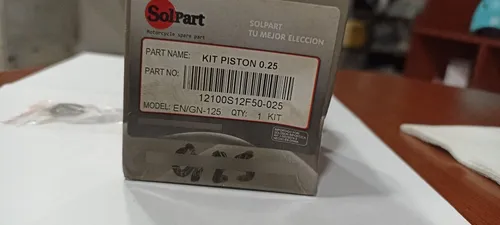 SolPart
Motorcycle spare part
SOLPART
TU MEJOR ELECCION
PART NAME: KIT PISTON 0.25
PART NO:
12100S12F50-025
MODEL: EN/GN-125 QTY: 1 KIT